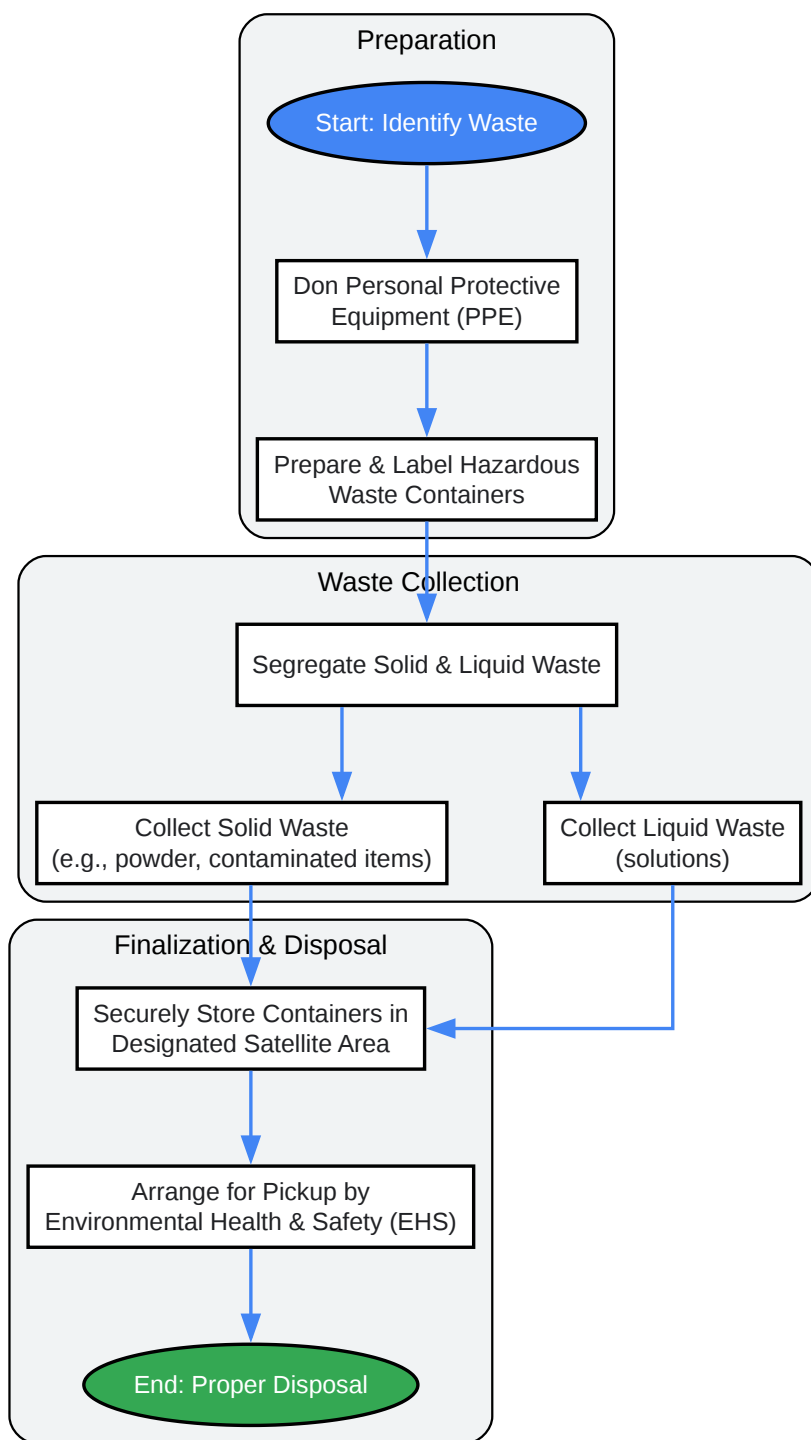 Preparation
Start: Identify Waste
Don Personal Protective
Equipment (PPE)
Prepare & Label Hazardous
Waste Containers
Waste Collection
Segregate Solid & Liquid Waste
Collect Solid Waste
(e.g., powder, contaminated items)
Collect Liquid Waste
(solutions)
Finalization & Disposal
Securely Store Containers in
Designated Satellite Area
Arrange for Pickup by
Environmental Health & Safety (EHS)
End: Proper Disposal